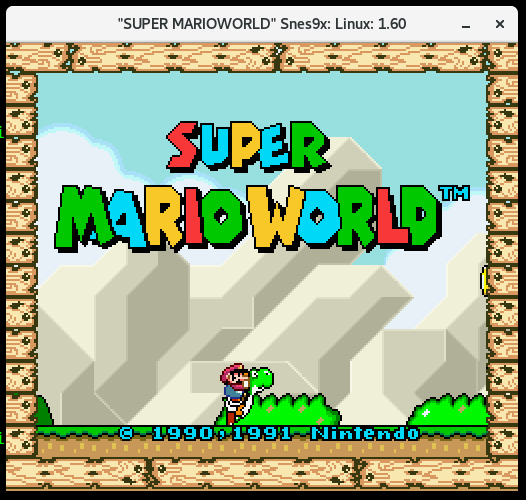 "SUPER MARIOWORLD" Snes9x: Linux: 1.60
SUPER
MARIO WORLD™
© 1990,1991 Nintendo